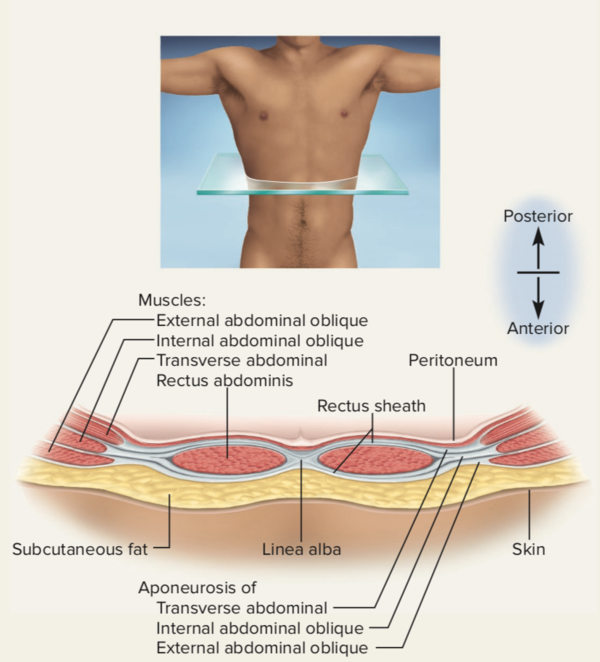 Posterior
Anterior
Muscles:
External abdominal oblique
Internal abdominal oblique
Transverse abdominal
Rectus abdominis
Peritoneum
Rectus sheath
Subcutaneous fat
Linea alba
Skin
Aponeurosis of
Transverse abdominal
Internal abdominal oblique
External abdominal oblique